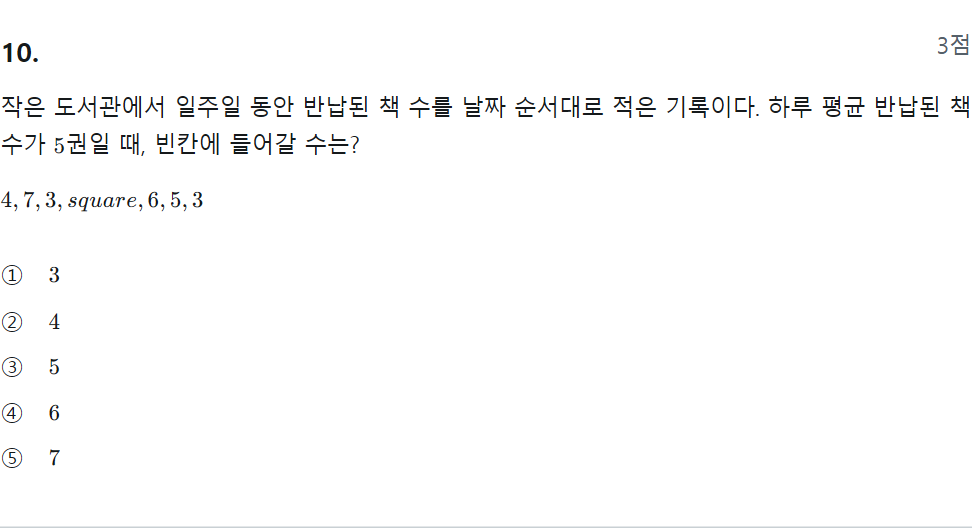 10.
3점
작은 도서관에서 일주일 동안 반납된 책 수를 날짜 순서대로 적은 기록이다. 하루 평균 반납된 책
수가 5권일 때, 빈칸에 들어갈 수는?
4, 7, 3, square, 6, 5, 3
① 3
② 4
③ 5
④ 6
⑤ 7